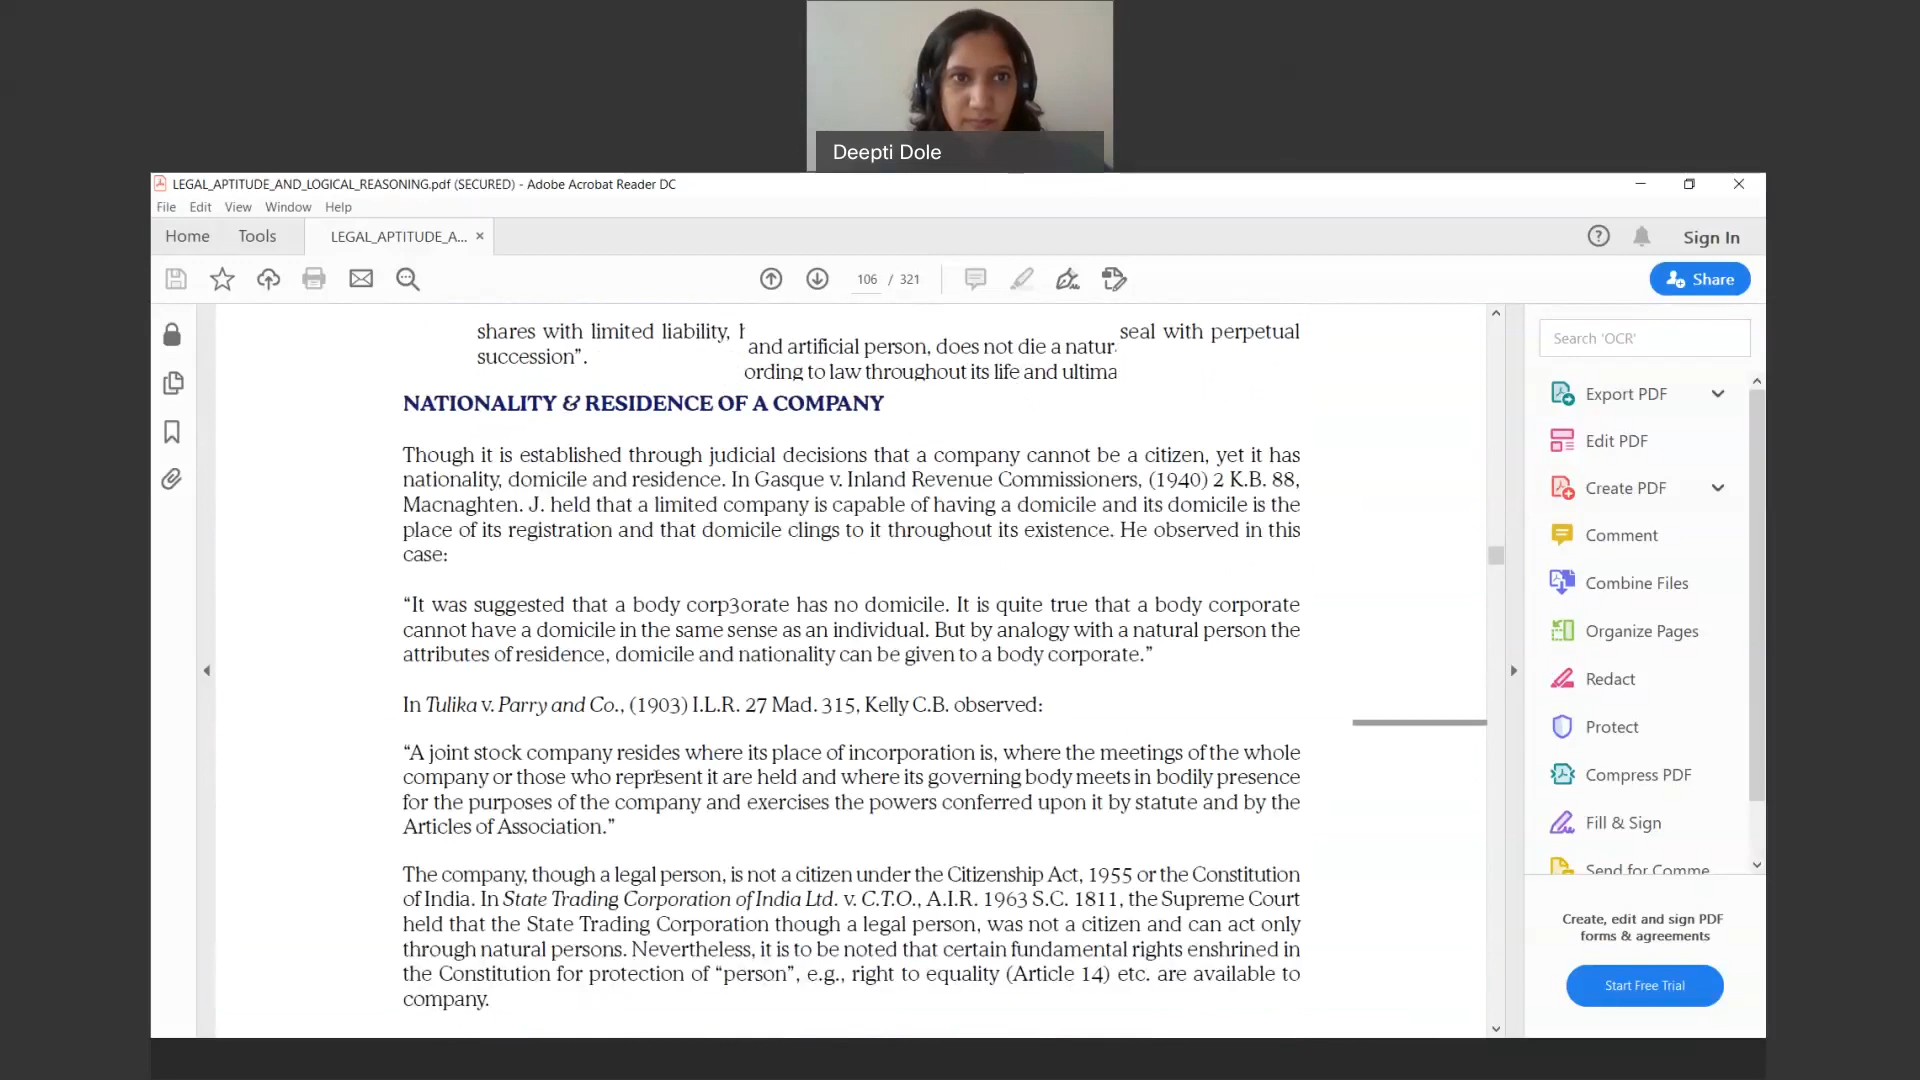 Deepti Dole
LEGAL_APTITUDE_AND_LOGICAL_REASONING.pdf (SECURED) - Adobe Acrobat Reader DC
File Edit View Window Help
Home Tools LEGAL_APTITUDE_A... × Sign In
106 / 321 Share
shares with limited liability, seal with perpetual
and artificial person, does not die a natur
succession”.
ording to law throughout its life and ultima
NATIONALITY & RESIDENCE OF A COMPANY
Though it is established through judicial decisions that a company cannot be a citizen, yet it has
nationality, domicile and residence. In Gasque v. Inland Revenue Commissioners, (1940) 2 K.B. 88,
Macnaghten. J. held that a limited company is capable of having a domicile and its domicile is the
place of its registration and that domicile clings to it throughout its existence. He observed in this
case:
“It was suggested that a body corp3orate has no domicile. It is quite true that a body corporate
cannot have a domicile in the same sense as an individual. But by analogy with a natural person the
attributes of residence, domicile and nationality can be given to a body corporate.”
In Tulika v. Parry and Co., (1903) I.L.R. 27 Mad. 315, Kelly C.B. observed:
“A joint stock company resides where its place of incorporation is, where the meetings of the whole
company or those who represent it are held and where its governing body meets in bodily presence
for the purposes of the company and exercises the powers conferred upon it by statute and by the
Articles of Association.”
The company, though a legal person, is not a citizen under the Citizenship Act, 1955 or the Constitution
of India. In State Trading Corporation of India Ltd. v. C.T.O., A.I.R. 1963 S.C. 1811, the Supreme Court
held that the State Trading Corporation though a legal person, was not a citizen and can act only
through natural persons. Nevertheless, it is to be noted that certain fundamental rights enshrined in
the Constitution for protection of “person”, e.g., right to equality (Article 14) etc. are available to
company.
Search 'OCR'
Export PDF
Edit PDF
Create PDF
Comment
Combine Files
Organize Pages
Redact
Protect
Compress PDF
Fill & Sign
Send for Comme
Create, edit and sign PDF
forms & agreements
Start Free Trial